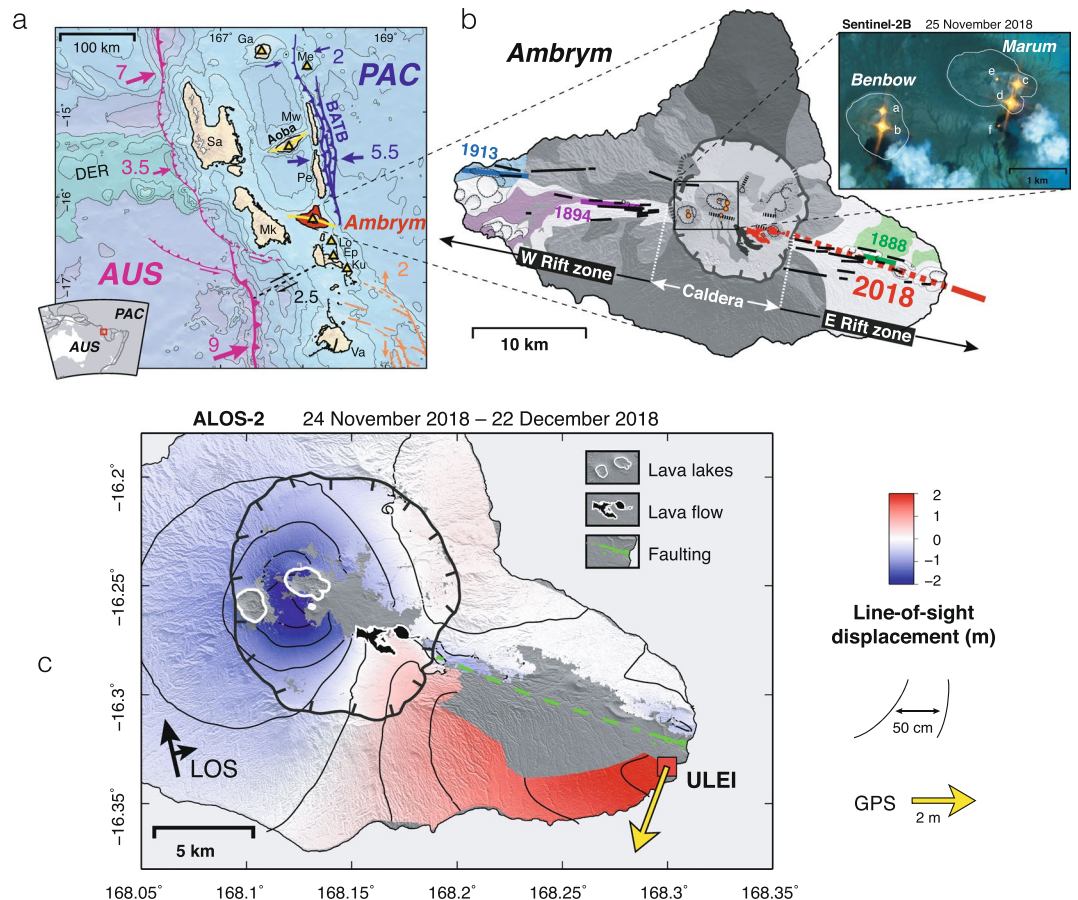 a
100 km
167°
169°
-15°
-16°
-17°
Ga
Me
2
PAC
7
BATB
Mw
Aoba
Sa
5.5
DER
3.5
Pe
Ambrym
Mk
Lo
Ep
Ku
AUS
2
2.5
9
Va
PAC
AUS
b
Ambrym
Sentinel-2B 25 November 2018
Marum
Benbow
e
c
a
d
b
f
1 km
1913
1894
1888
2018
W Rift zone
Caldera
E Rift zone
10 km
c
ALOS-2 24 November 2018 – 22 December 2018
Lava lakes
Lava flow
Faulting
-16.2°
-16.25°
-16.3°
-16.35°
LOS
5 km
ULEI
168.05°
168.1°
168.15°
168.2°
168.25°
168.3°
168.35°
2
1
0
−1
−2
Line-of-sight
displacement (m)
50 cm
GPS
2 m